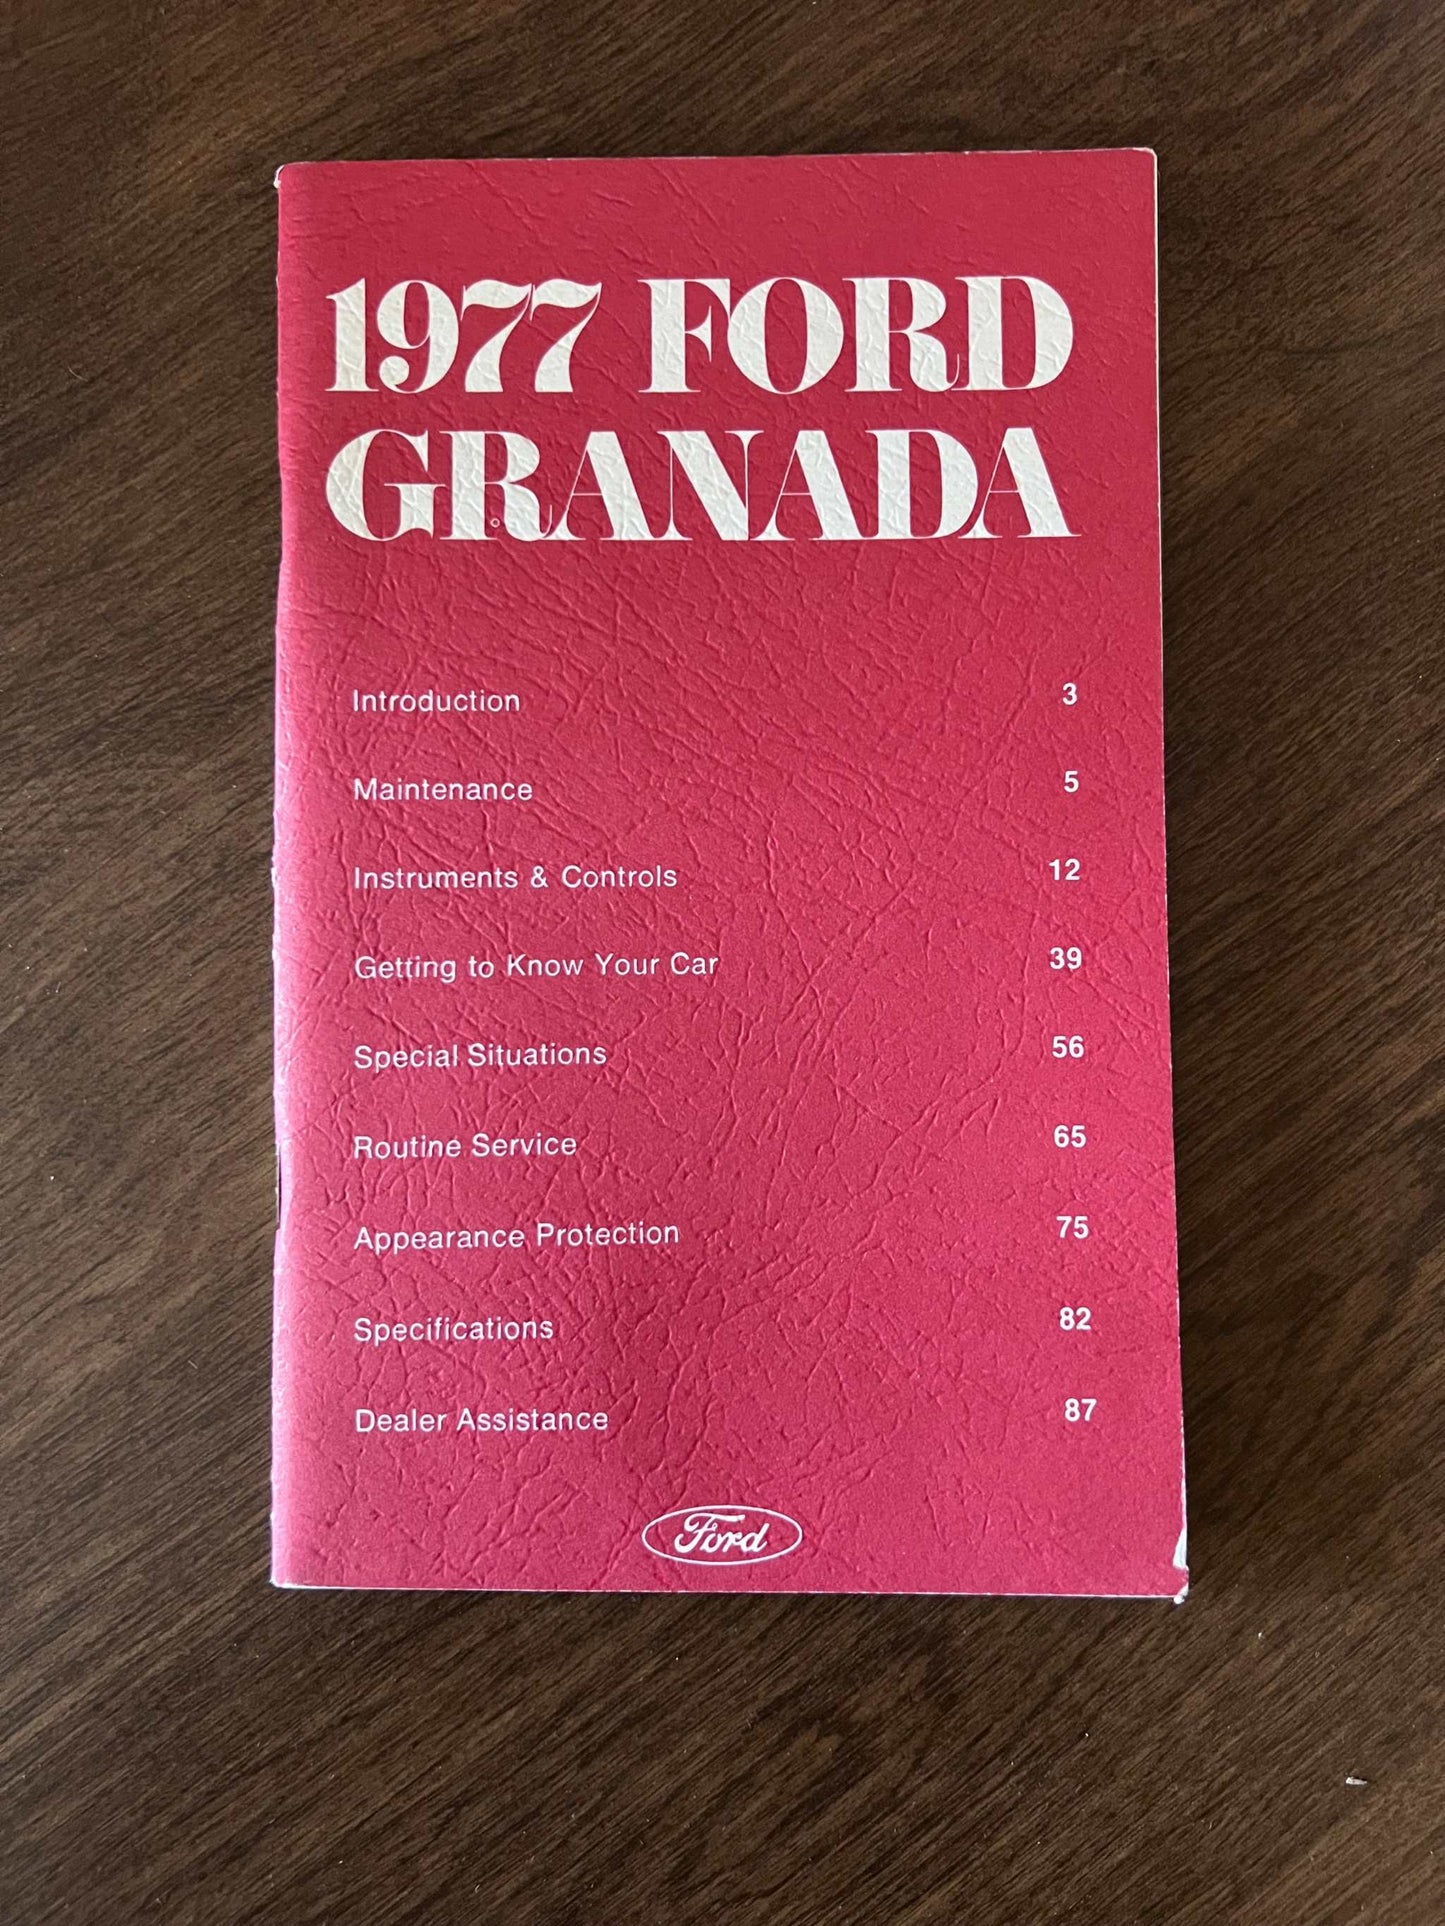 1977 FORD
GRANADA
Introduction 3
Maintenance 5
Instruments & Controls 12
Getting to Know Your Car 39
Special Situations 56
Routine Service 65
Appearance Protection 75
Specifications 82
Dealer Assistance 87
Ford